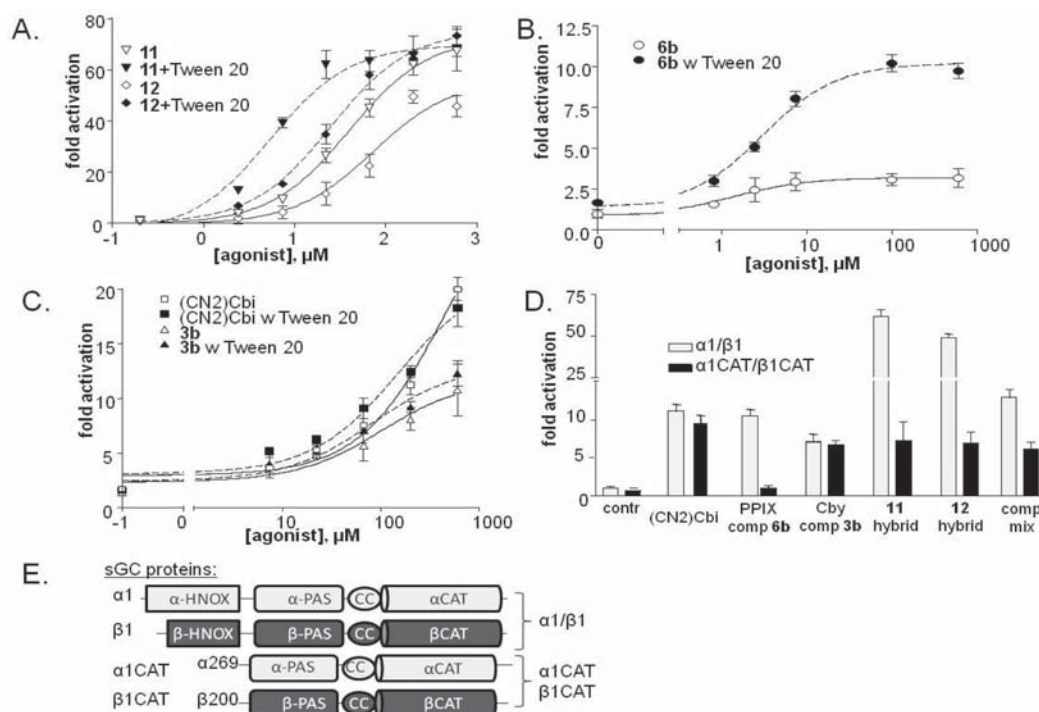 A.
80
60
40
20
0
fold activation
11
11+Tween 20
12
12+Tween 20
-1
0
1
2
3
[agonist], µM
B.
12.5
10.0
7.5
5.0
2.5
0.0
fold activation
6b
6b w Tween 20
0
1
10
100
1000
[agonist], µM
C.
20
15
10
5
0
fold activation
(CN2)Cbi
(CN2)Cbi w Tween 20
3b
3b w Tween 20
-1
0
10
100
1000
[agonist], µM
D.
75
50
25
10
5
0
fold activation
α1/β1
α1CAT/β1CAT
contr
(CN2)Cbi
PPIX
comp 6b
Cby
comp 3b
11
hybrid
12
hybrid
comp
mix
E.
sGC proteins:
α1
α-HNOX
α-PAS
CC
αCAT
β1
β-HNOX
β-PAS
CC
βCAT
α1/β1
α1CAT
α269
α-PAS
CC
αCAT
β1CAT
β200
β-PAS
CC
βCAT
α1CAT
β1CAT